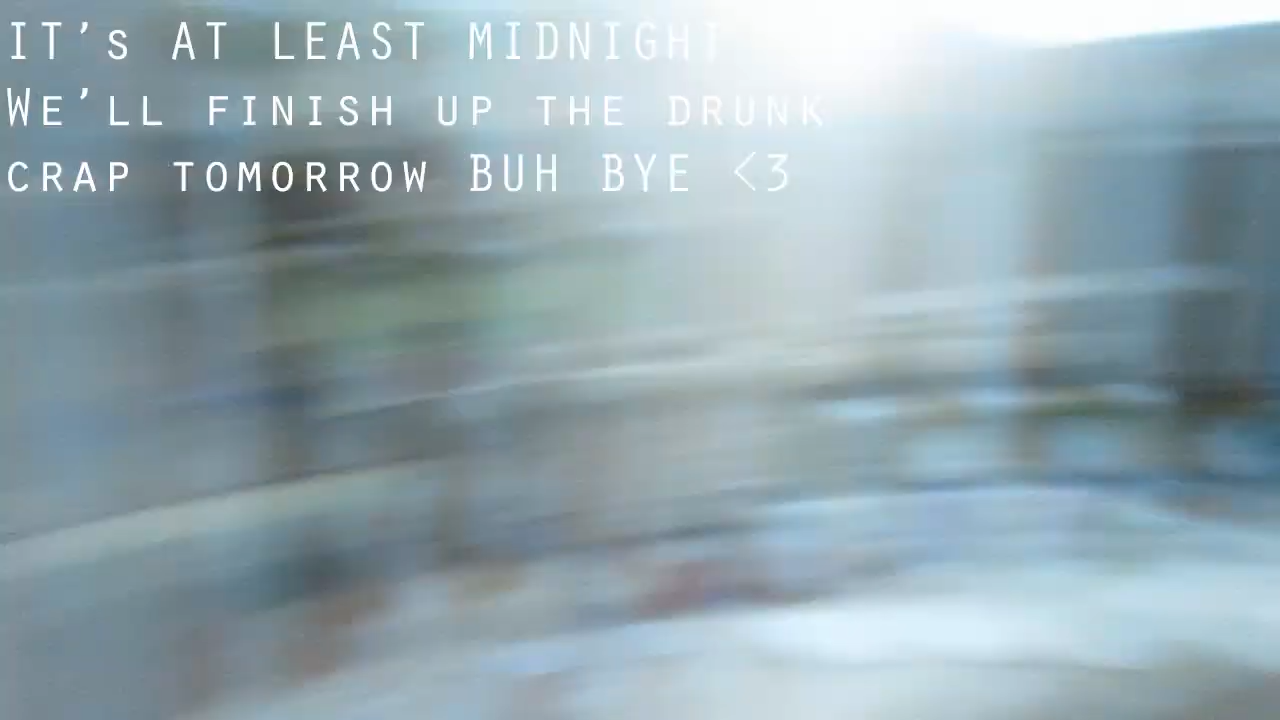 IT's AT LEAST MIDNIGHT
We'll finish up the drunk
crap tomorrow BUH BYE <3